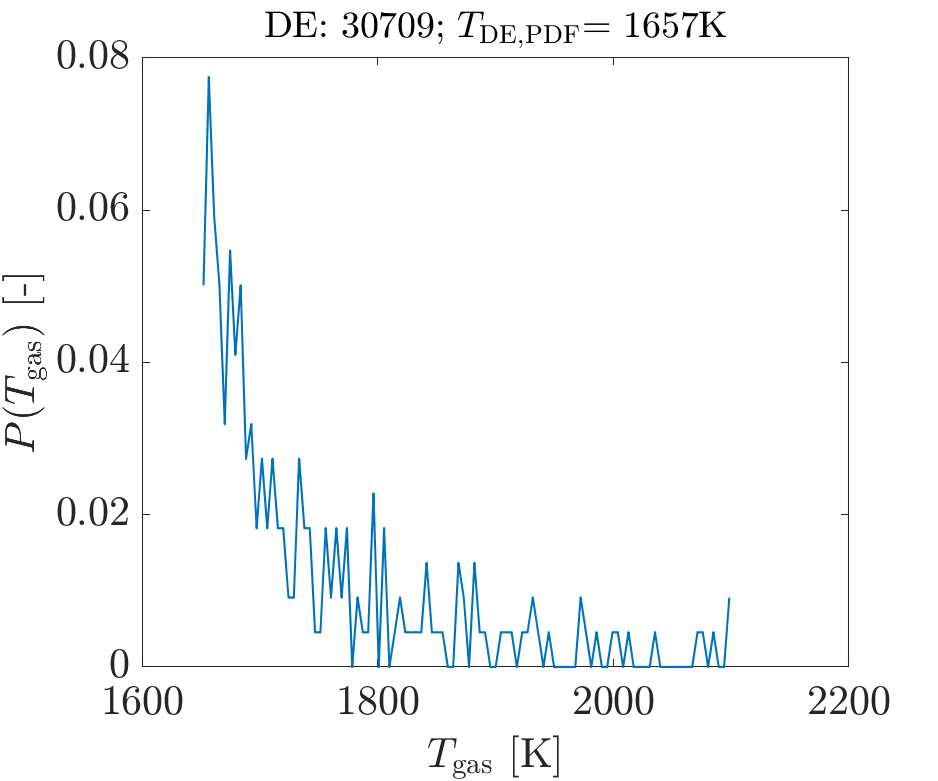 DE: 30709; T_DE,PDF= 1657K
0.08
0.06
0.04
0.02
0
P(T_gas) [-]
1600 1800 2000 2200
T_gas [K]